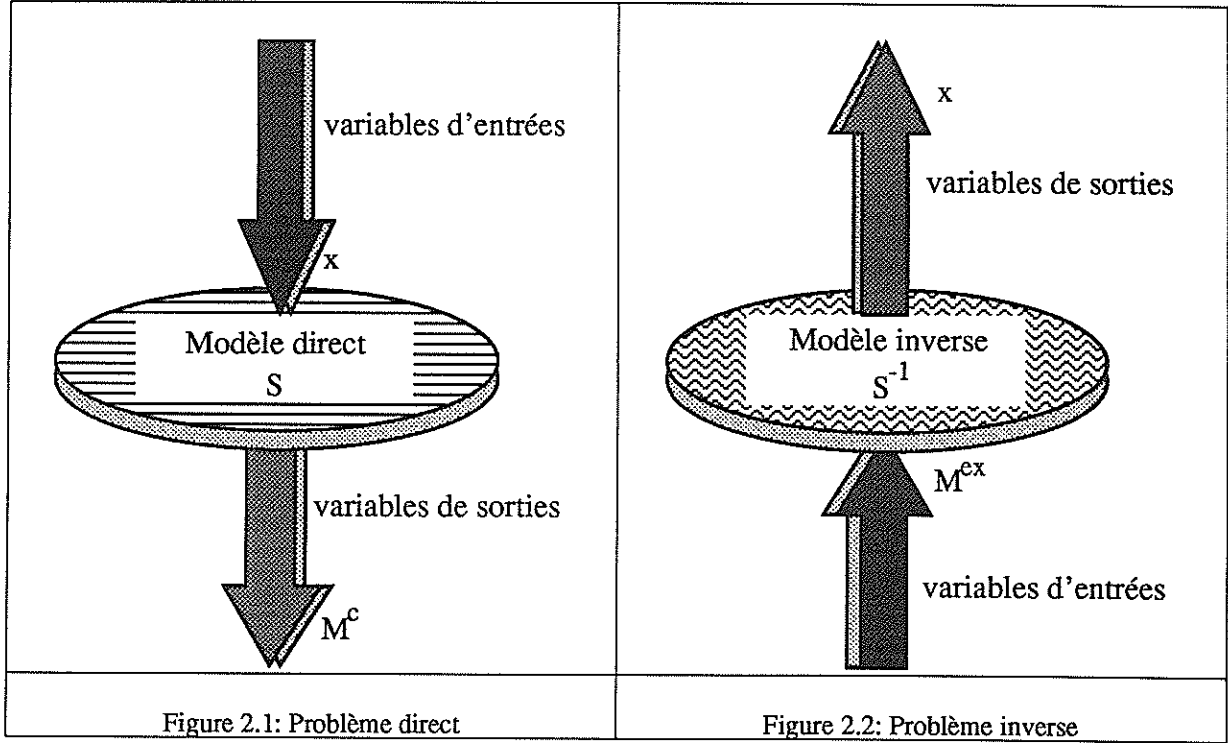 variables d'entrées
x
Modèle direct
S
variables de sorties
M^c
Figure 2.1: Problème direct
x
variables de sorties
Modèle inverse
S^-1
M^ex
variables d'entrées
Figure 2.2: Problème inverse